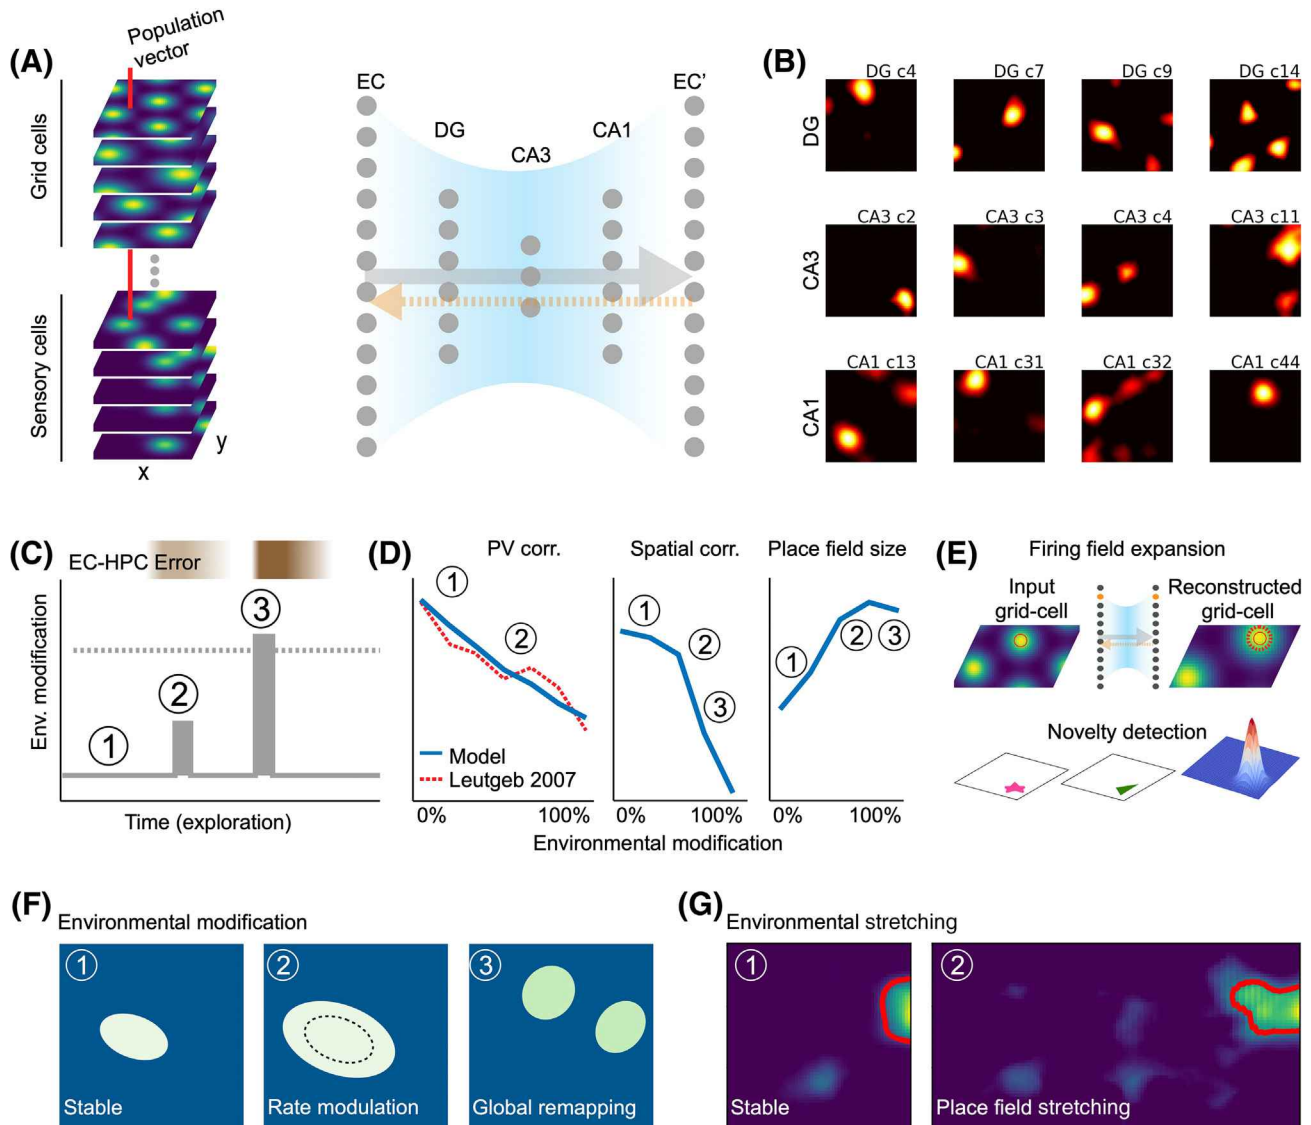 (A)
Population
vector
Grid cells
Sensory cells
x
y
EC
DG
CA3
CA1
EC’
(B)
DG c4
DG c7
DG c9
DG c14
DG
CA3 c2
CA3 c3
CA3 c4
CA3 c11
CA3
CA1 c13
CA1 c31
CA1 c32
CA1 c44
CA1
(C)
EC-HPC Error
Env. modification
1
2
3
Time (exploration)
(D)
PV corr.
Spatial corr.
Place field size
1
2
1
2
3
1
2
3
Model
Leutgeb 2007
0%
100%
0%
100%
0%
100%
Environmental modification
(E)
Firing field expansion
Input
grid-cell
Reconstructed
grid-cell
Novelty detection
(F)
Environmental modification
1
Stable
2
Rate modulation
3
Global remapping
(G)
Environmental stretching
1
Stable
2
Place field stretching